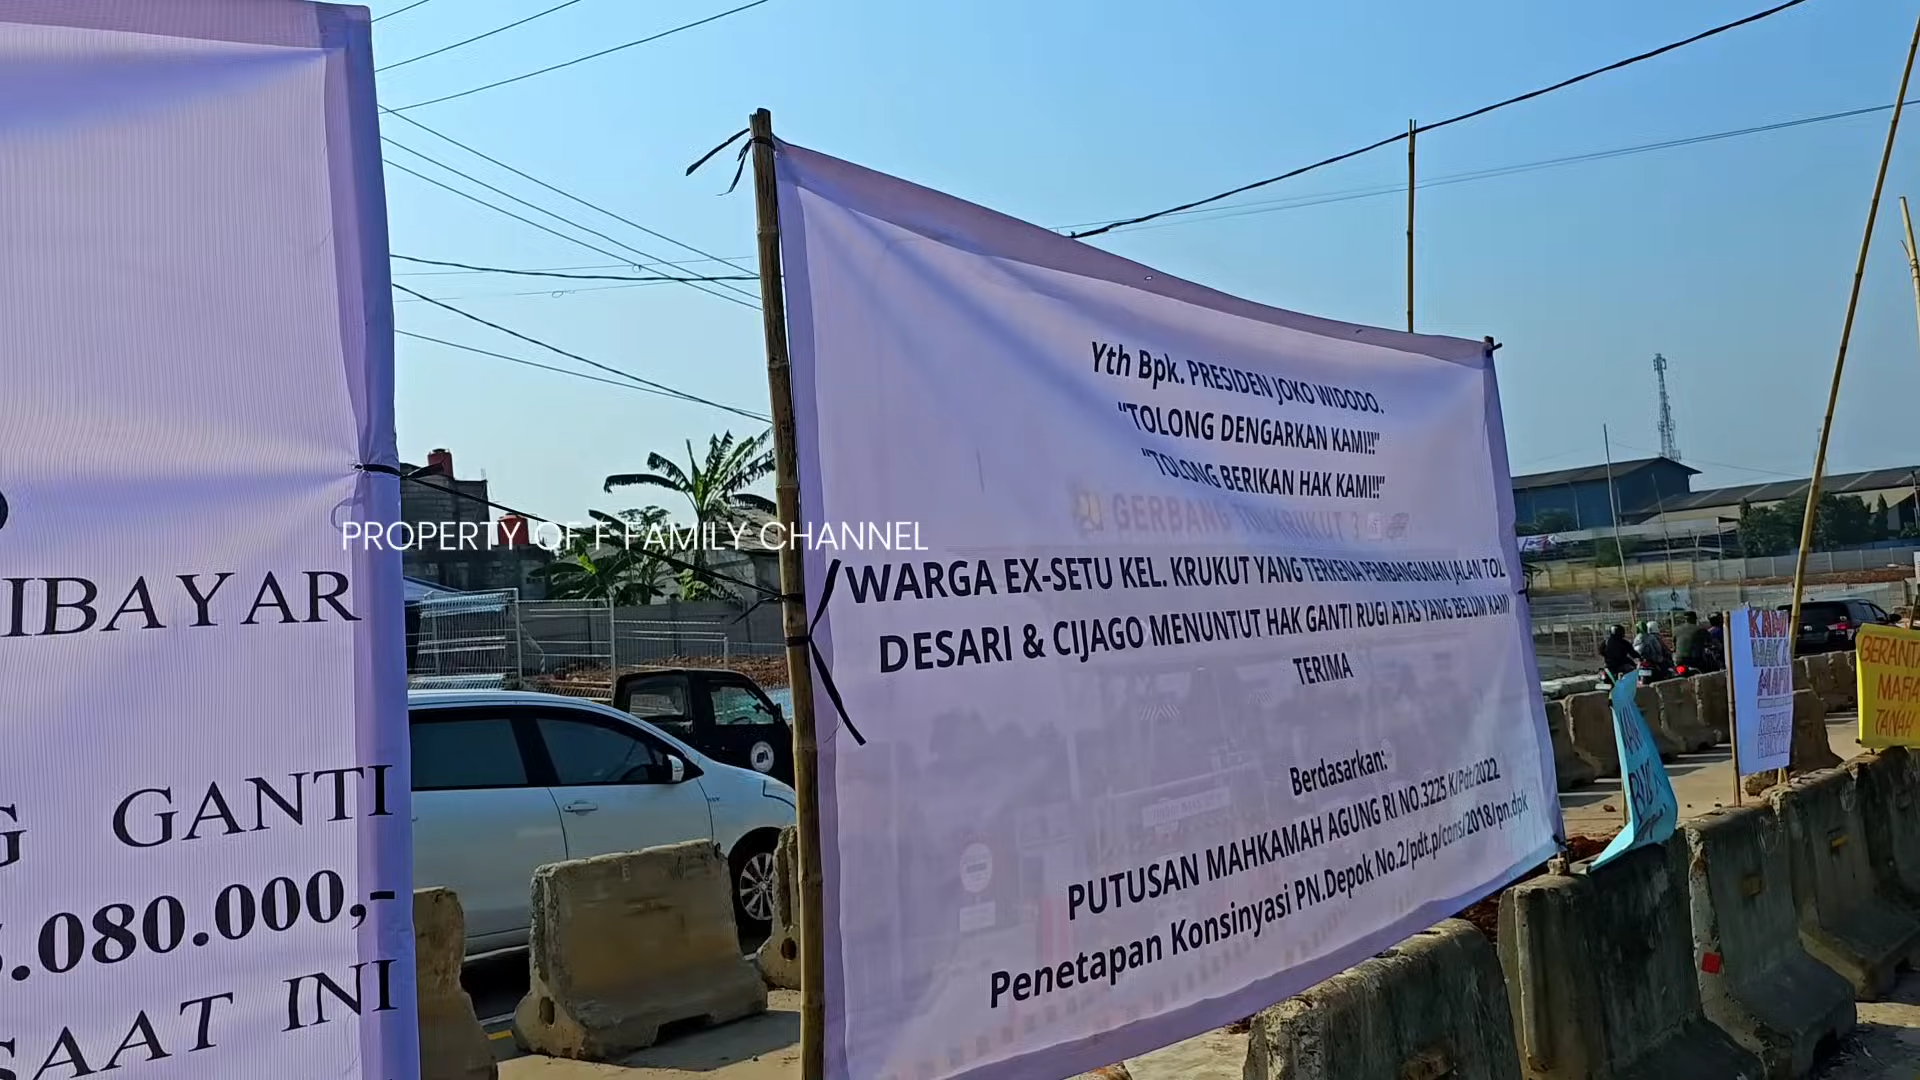 IBAYAR
GANTI
.080.000,-
SAAT INI
PROPERTY OF F FAMILY CHANNEL
Yth Bpk. PRESIDEN JOKO WIDODO.
“TOLONG DENGARKAN KAMI!!”
“TOLONG BERIKAN HAK KAMI!!”
GERBANG TOL KRUKUT 3
WARGA EX-SETU KEL. KRUKUT YANG TERKENA PEMBANGUNAN JALAN TOL
DESARI & CIJAGO MENUNTUT HAK GANTI RUGI ATAS YANG BELUM KAMI
TERIMA
Berdasarkan:
PUTUSAN MAHKAMAH AGUNG RI NO.3225 K/Pdt/2022
Penetapan Konsinyasi PN.Depok No.2/pdt.p/cons/2018/pn.dpk
KAMI
MAFIA
BERANTA
MAFIA
TANAH